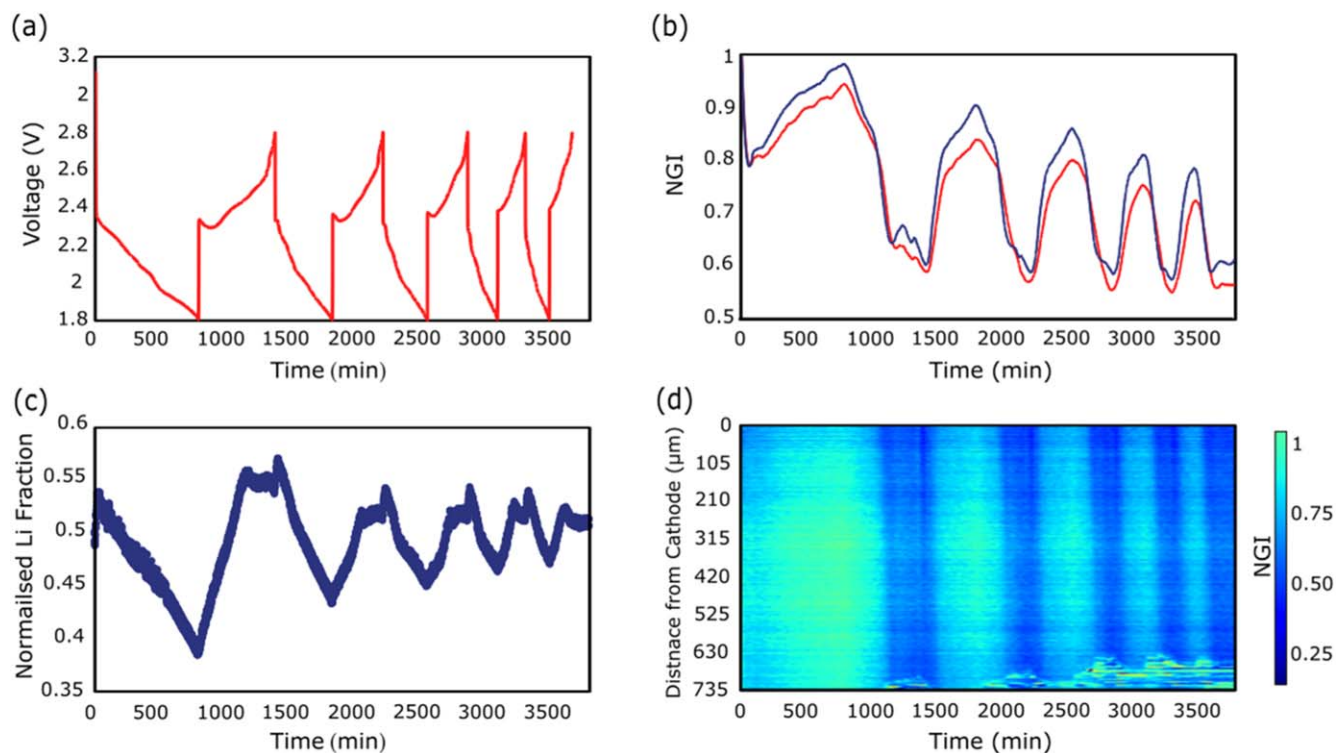 (a)
3.2
2
2.8
2.4
2.2
2
1.8
Voltage (V)
0 500 1000 1500 2000 2500 3000 3500
Time (min)
(b)
1
0.9
0.8
0.7
0.6
0.5
NGI
0 500 1000 1500 2000 2500 3000 3500
Time (min)
(c)
0.6
0.55
0.5
0.45
0.4
0.35
Normailsed Li Fraction
0 500 1000 1500 2000 2500 3000 3500
Time (min)
(d)
0
105
210
315
420
525
630
735
Distnace from Cathode (μm)
0 500 1000 1500 2000 2500 3000 3500
Time (min)
1
0.75
0.50
0.25
NGI